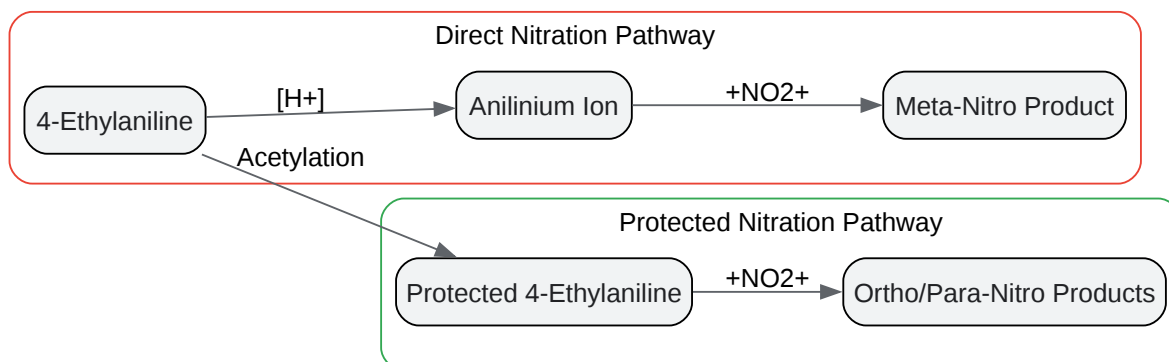 Direct Nitration Pathway
4-Ethylaniline
[H+]
Anilinium Ion
+NO2+
Meta-Nitro Product
Acetylation
Protected Nitration Pathway
Protected 4-Ethylaniline
+NO2+
Ortho/Para-Nitro Products